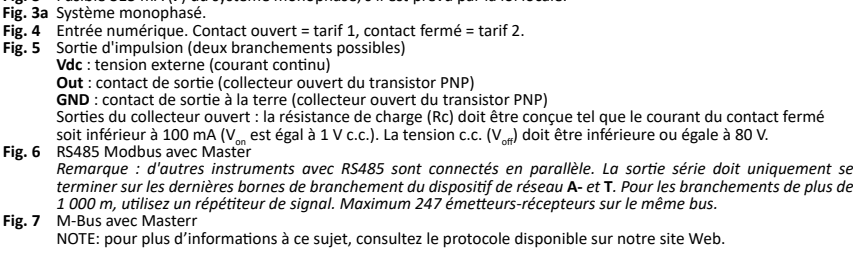 Fig. 3a Système monophasé.
Fig. 4 Entrée numérique. Contact ouvert = tarif 1, contact fermé = tarif 2.
Fig. 5 Sortie d'impulsion (deux branchements possibles)
Vdc : tension externe (courant continu)
Out : contact de sortie (collecteur ouvert du transistor PNP)
GND : contact de sortie à la terre (collecteur ouvert du transistor PNP)
Sorties du collecteur ouvert : la résistance de charge (Rc) doit être conçue tel que le courant du contact fermé
soit inférieur à 100 mA (Von est égal à 1 V c.c.). La tension c.c. (Voff) doit être inférieure ou égale à 80 V.
Fig. 6 RS485 Modbus avec Master
Remarque : d'autres instruments avec RS485 sont connectés en parallèle. La sortie série doit uniquement se
terminer sur les dernières bornes de branchement du dispositif de réseau A- et T. Pour les branchements de plus de
1 000 m, utilisez un répétiteur de signal. Maximum 247 émetteurs-récepteurs sur le même bus.
Fig. 7 M-Bus avec Masterr
NOTE: pour plus d’informations à ce sujet, consultez le protocole disponible sur notre site Web.